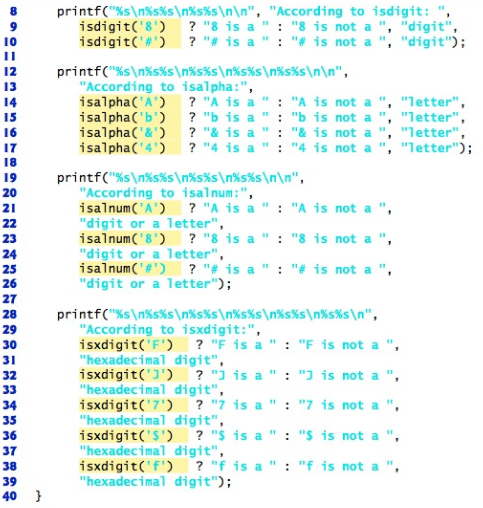 8 printf("%s\n%s%s\n%s%s\n\n", "According to isdigit: ",
9 isdigit('8') ? "8 is a " : "8 is not a ", "digit",
10 isdigit('#') ? "# is a " : "# is not a ", "digit");
11
12 printf("%s\n%s%s\n%s%s\n%s%s\n%s%s\n\n",
13 "According to isalpha:",
14 isalpha('A') ? "A is a " : "A is not a ", "letter",
15 isalpha('b') ? "b is a " : "b is not a ", "letter",
16 isalpha('&') ? "& is a " : "& is not a ", "letter",
17 isalpha('4') ? "4 is a " : "4 is not a ", "letter");
18
19 printf("%s\n%s%s\n%s%s\n%s%s\n\n",
20 "According to isalnum:",
21 isalnum('A') ? "A is a " : "A is not a ",
22 "digit or a letter",
23 isalnum('8') ? "8 is a " : "8 is not a ",
24 "digit or a letter",
25 isalnum('#') ? "# is a " : "# is not a ",
26 "digit or a letter");
27
28 printf("%s\n%s%s\n%s%s\n%s%s\n%s%s\n%s%s\n",
29 "According to isxdigit:",
30 isxdigit('F') ? "F is a " : "F is not a ",
31 "hexadecimal digit",
32 isxdigit('J') ? "J is a " : "J is not a ",
33 "hexadecimal digit",
34 isxdigit('7') ? "7 is a " : "7 is not a ",
35 "hexadecimal digit",
36 isxdigit('$') ? "$ is a " : "$ is not a ",
37 "hexadecimal digit",
38 isxdigit('f') ? "f is a " : "f is not a ",
39 "hexadecimal digit");
40 }